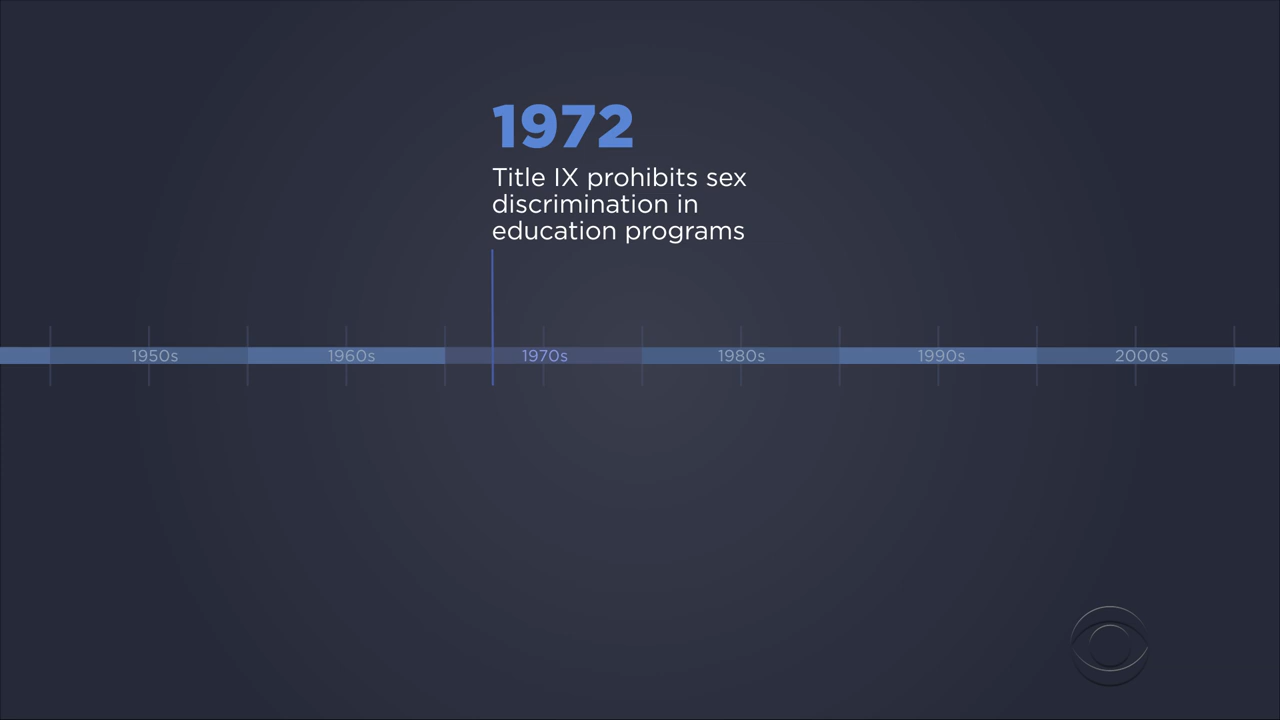 1972
Title IX prohibits sex
discrimination in
education programs
1950s
1960s
1970s
1980s
1990s
2000s